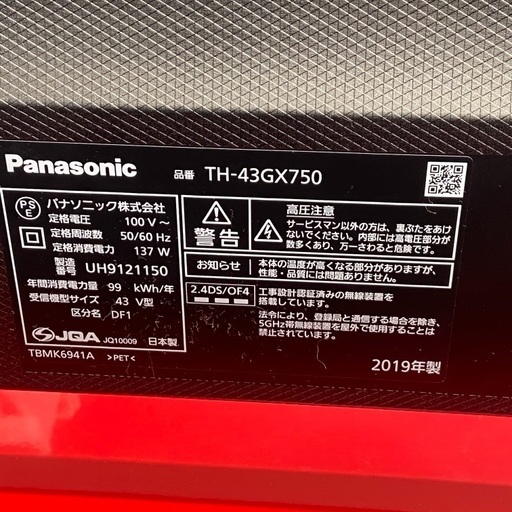 Panasonic 品番 TH-43GX750
PS E パナソニック株式会社
定格電圧 100 V~
定格周波数 50/60 Hz
定格消費電力 137 W
製造番号 UH9121150
年間消費電力量 99 kWh/年
受信機型サイズ 43 V型
区分名 DF1
JQA JQ10009 日本製
TBMK6941A >PET<
警告
高圧注意
サービスマン以外の方は、裏ぶたをあけ
ないでください。内部には高電圧部分が
数多くあり、万一さわると危険です。
お知らせ
本体の温度が高くなる部分がありますが、
性能・品質には問題ありません。
2.4DS/OF4
工事設計認証済みの無線装置を
搭載しています。
法令により、登録局と通信する場合を除き、
5GHz帯無線装置を屋外で使用する
ことはできません。
2019年製